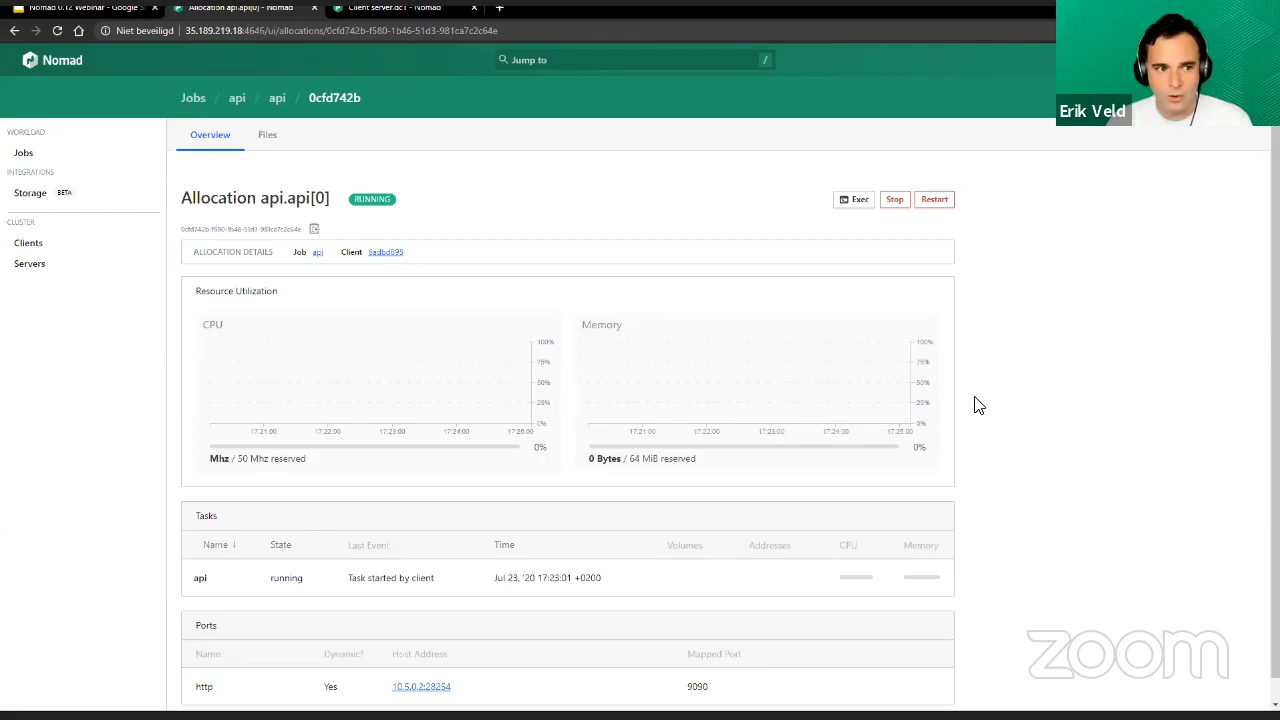 Nomad 0.12 Webinar - Google S
Allocation api.api[0] - Nomad
Client server.dc1 - Nomad
Niet beveiligd
35.189.219.18:4646/ui/allocations/0cfd742b-f580-1b46-51d3-981ca7c2c64e
Nomad
Jump to
/
Jobs / api / api / 0cfd742b
Erik Veld
WORKLOAD
Jobs
INTEGRATIONS
Storage BETA
CLUSTER
Clients
Servers
Overview Files
Allocation api.api[0] RUNNING
Exec Stop Restart
0cfd742b-f580-1b46-51d3-981ca7c2c64e
ALLOCATION DETAILS Job api Client 6adbd895
Resource Utilization
CPU
100%
75%
50%
25%
0%
17:21:00 17:22:00 17:23:00 17:24:00 17:25:00
0%
Mhz / 50 Mhz reserved
Memory
100%
75%
50%
25%
0%
17:21:00 17:22:00 17:23:00 17:24:00 17:25:00
0%
0 Bytes / 64 MiB reserved
Tasks
Name ↓ State Last Event Time Volumes Addresses CPU Memory
api running Task started by client Jul 23, '20 17:23:01 +0200
Ports
Name Dynamic? Host Address Mapped Port
http Yes 10.5.0.2:28254 9090
zoom